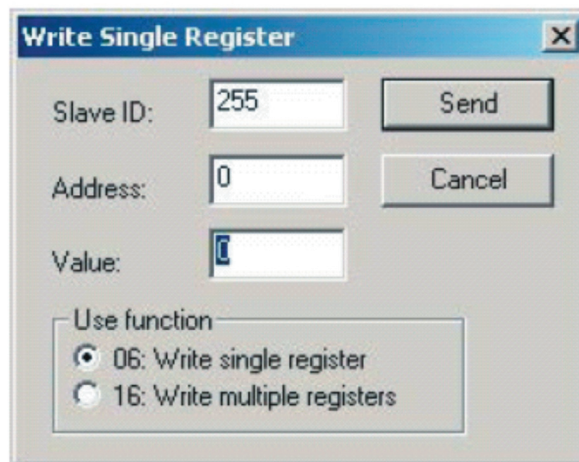 Write Single Register
Slave ID: 255 Send
Address: 0 Cancel
Value: 0
Use function
06: Write single register
16: Write multiple registers